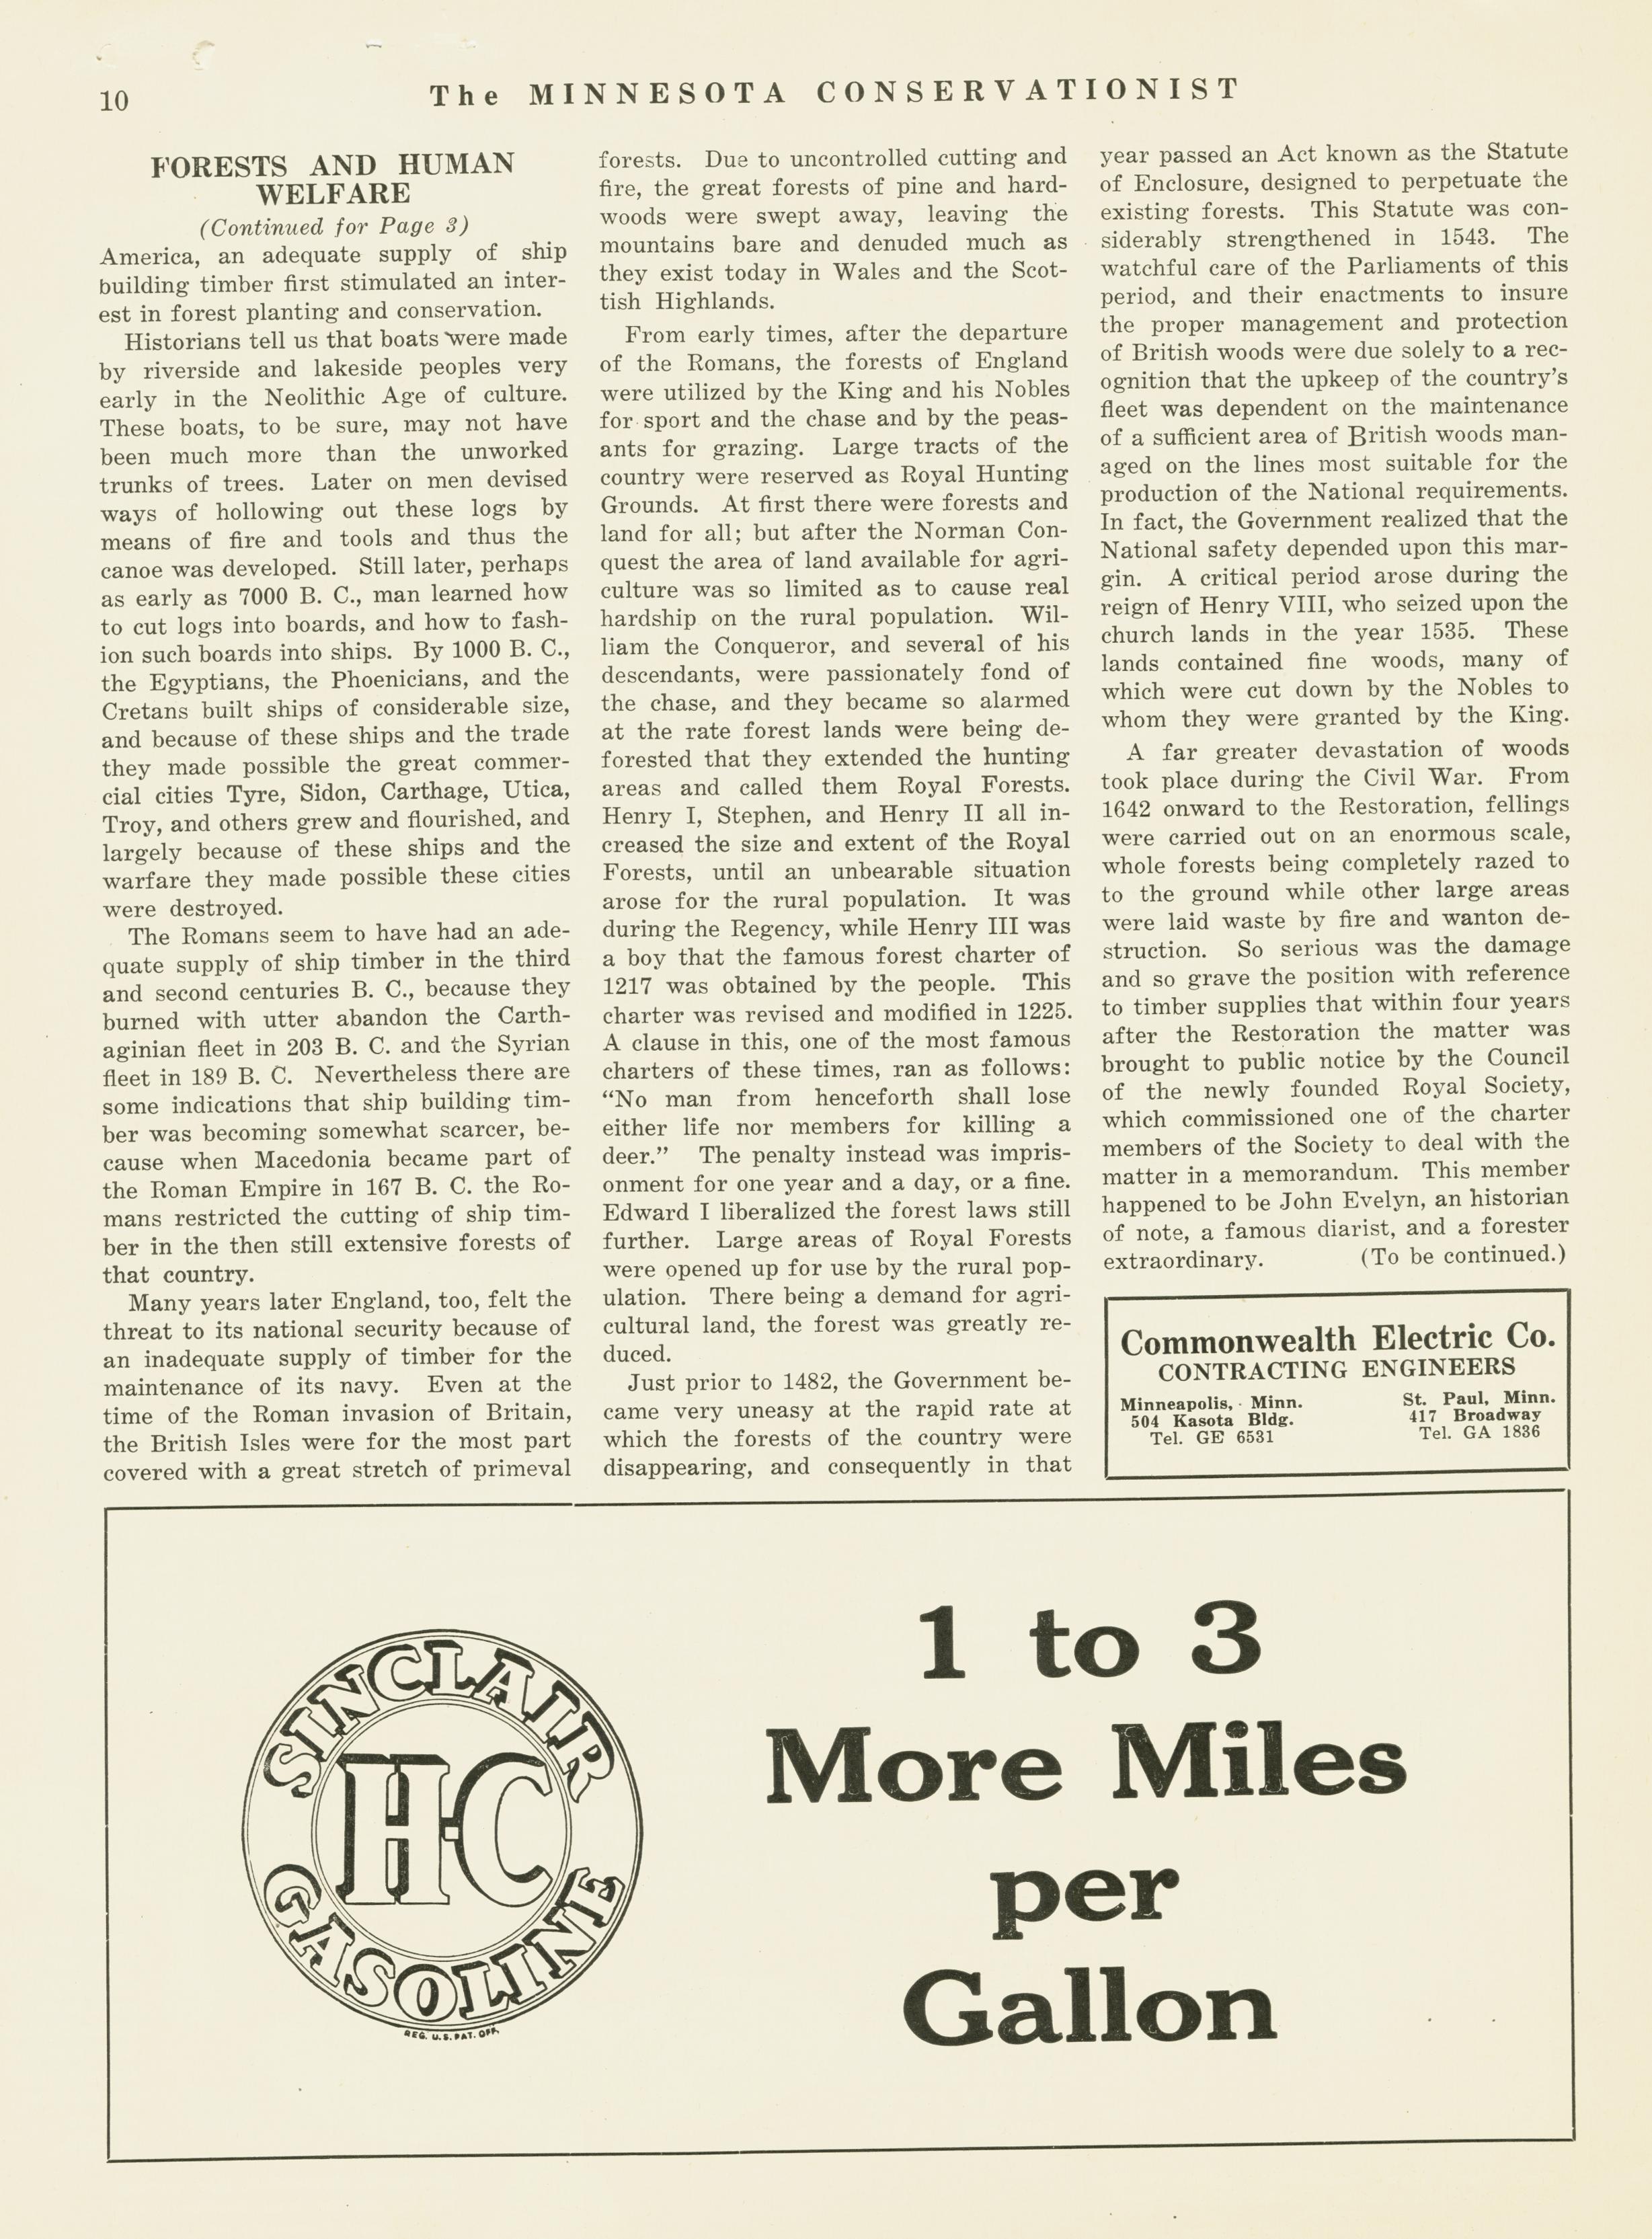 10
The MINNESOTA CONSERVATIONIST
FORESTS AND HUMAN
WELFARE
(Continued for Page 3)
America, an adequate supply of ship
building timber first stimulated an inter-
est in forest planting and conservation.
Historians tell us that boats were made
by riverside and lakeside peoples very
early in the Neolithic Age of culture.
These boats, to be sure, may not have
been much more than the unworked
trunks of trees. Later on men devised
ways of hollowing out these logs by
means of fire and tools and thus the
canoe was developed. Still later, perhaps
as early as 7000 B. C., man learned how
to cut logs into boards, and how to fash-
ion such boards into ships. By 1000 B. C.,
the Egyptians, the Phoenicians, and the
Cretans built ships of considerable size,
and because of these ships and the trade
they made possible the great commer-
cial cities Tyre, Sidon, Carthage, Utica,
Troy, and others grew and flourished, and
largely because of these ships and the
warfare they made possible these cities
were destroyed.
The Romans seem to have had an ade-
quate supply of ship timber in the third
and second centuries B. C., because they
burned with utter abandon the Carth-
aginian fleet in 203 B. C. and the Syrian
fleet in 189 B. C. Nevertheless there are
some indications that ship building tim-
ber was becoming somewhat scarcer, be-
cause when Macedonia became part of
the Roman Empire in 167 B. C. the Ro-
mans restricted the cutting of ship tim-
ber in the then still extensive forests of
that country.
Many years later England, too, felt the
threat to its national security because of
an inadequate supply of timber for the
maintenance of its navy. Even at the
time of the Roman invasion of Britain,
the British Isles were for the most part
covered with a great stretch of primeval
forests. Due to uncontrolled cutting and
fire, the great forests of pine and hard-
woods were swept away, leaving the
mountains bare and denuded much as
they exist today in Wales and the Scot-
tish Highlands.
From early times, after the departure
of the Romans, the forests of England
were utilized by the King and his Nobles
for sport and the chase and by the peas-
ants for grazing. Large tracts of the
country were reserved as Royal Hunting
Grounds. At first there were forests and
land for all; but after the Norman Con-
quest the area of land available for agri-
culture was so limited as to cause real
hardship on the rural population. Wil-
liam the Conqueror, and several of his
descendants, were passionately fond of
the chase, and they became so alarmed
at the rate forest lands were being de-
forested that they extended the hunting
areas and called them Royal Forests.
Henry I, Stephen, and Henry II all in-
creased the size and extent of the Royal
Forests, until an unbearable situation
arose for the rural population. It was
during the Regency, while Henry III was
a boy that the famous forest charter of
1217 was obtained by the people. This
charter was revised and modified in 1225.
A clause in this, one of the most famous
charters of these times, ran as follows:
“No man from henceforth shall lose
either life nor members for killing a
deer.” The penalty instead was impris-
onment for one year and a day, or a fine.
Edward I liberalized the forest laws still
further. Large areas of Royal Forests
were opened up for use by the rural pop-
ulation. There being a demand for agri-
cultural land, the forest was greatly re-
duced.
Just prior to 1482, the Government be-
came very uneasy at the rapid rate at
which the forests of the country were
disappearing, and consequently in that
year passed an Act known as the Statute
of Enclosure, designed to perpetuate the
existing forests. This Statute was con-
siderably strengthened in 1543. The
watchful care of the Parliaments of this
period, and their enactments to insure
the proper management and protection
of British woods were due solely to a rec-
ognition that the upkeep of the country’s
fleet was dependent on the maintenance
of a sufficient area of British woods man-
aged on the lines most suitable for the
production of the National requirements.
In fact, the Government realized that the
National safety depended upon this mar-
gin. A critical period arose during the
reign of Henry VIII, who seized upon the
church lands in the year 1535. These
lands contained fine woods, many of
which were cut down by the Nobles to
whom they were granted by the King.
A far greater devastation of woods
took place during the Civil War. From
1642 onward to the Restoration, fellings
were carried out on an enormous scale,
whole forests being completely razed to
to the ground while other large areas
were laid waste by fire and wanton de-
struction. So serious was the damage
and so grave the position with reference
to timber supplies that within four years
after the Restoration the matter was
brought to public notice by the Council
of the newly founded Royal Society,
which commissioned one of the charter
members of the Society to deal with the
matter in a memorandum. This member
happened to be John Evelyn, an historian
of note, a famous diarist, and a forester
extraordinary. (To be continued.)
Commonwealth Electric Co.
CONTRACTING ENGINEERS
Minneapolis, Minn.
504 Kasota Bldg.
Tel. GE 6531
St. Paul, Minn.
417 Broadway
Tel. GA 1836
SINCLAIR
H-C
GASOLINE
REG. U.S. PAT. OFF.
1 to 3
More Miles
per
Gallon